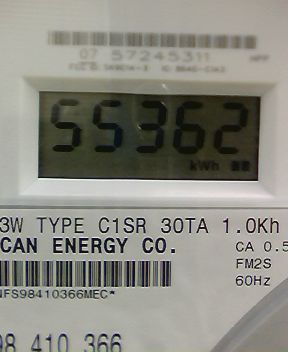 07 57245311
55362
kWh
3W TYPE C1SR 30TA 1.0Kh
CAN ENERGY CO.
CA 0.5
FM2S
60Hz
NFS98410366MEC*
98 410 366